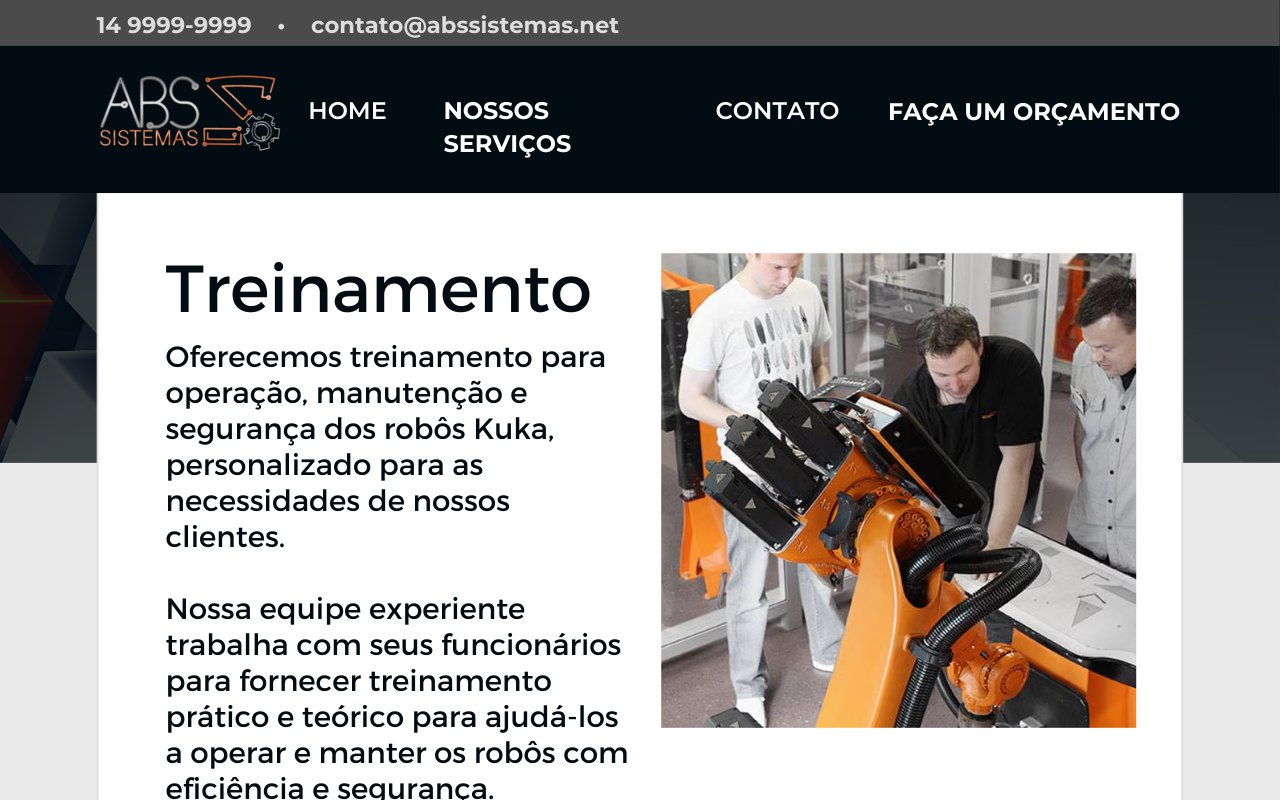 14 9999-9999 • contato@abssistemas.net
ABS
SISTEMAS
HOME
NOSSOS
SERVIÇOS
CONTATO
FAÇA UM ORÇAMENTO
Treinamento
Oferecemos treinamento para
operação, manutenção e
segurança dos robôs Kuka,
personalizado para as
necessidades de nossos
clientes.
Nossa equipe experiente
trabalha com seus funcionários
para fornecer treinamento
prático e teórico para ajudá-los
a operar e manter os robôs com
eficiência e segurança.